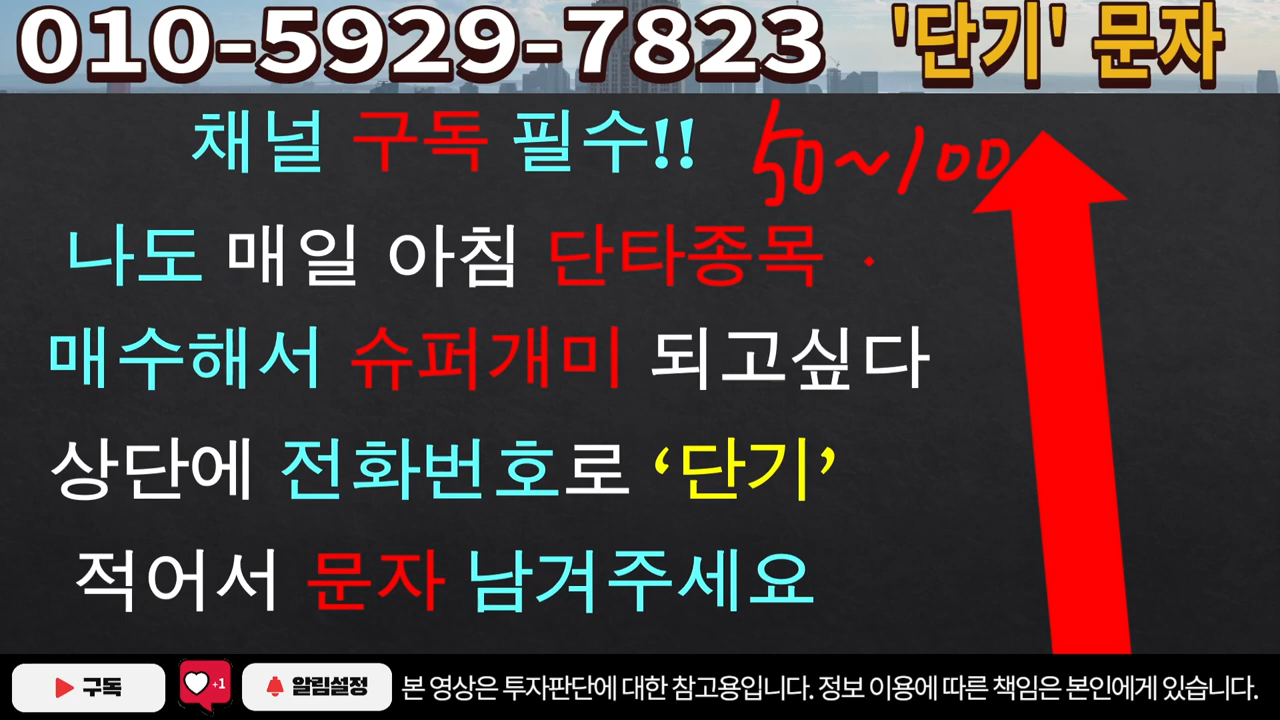 010-5929-7823 '단기' 문자
채널 구독 필수!! 50~100
나도 매일 아침 단타종목
매수해서 슈퍼개미 되고싶다
상단에 전화번호로 ‘단기’
적어서 문자 남겨주세요
구독 +1 알림설정 본 영상은 투자판단에 대한 참고용입니다. 정보 이용에 따른 책임은 본인에게 있습니다.